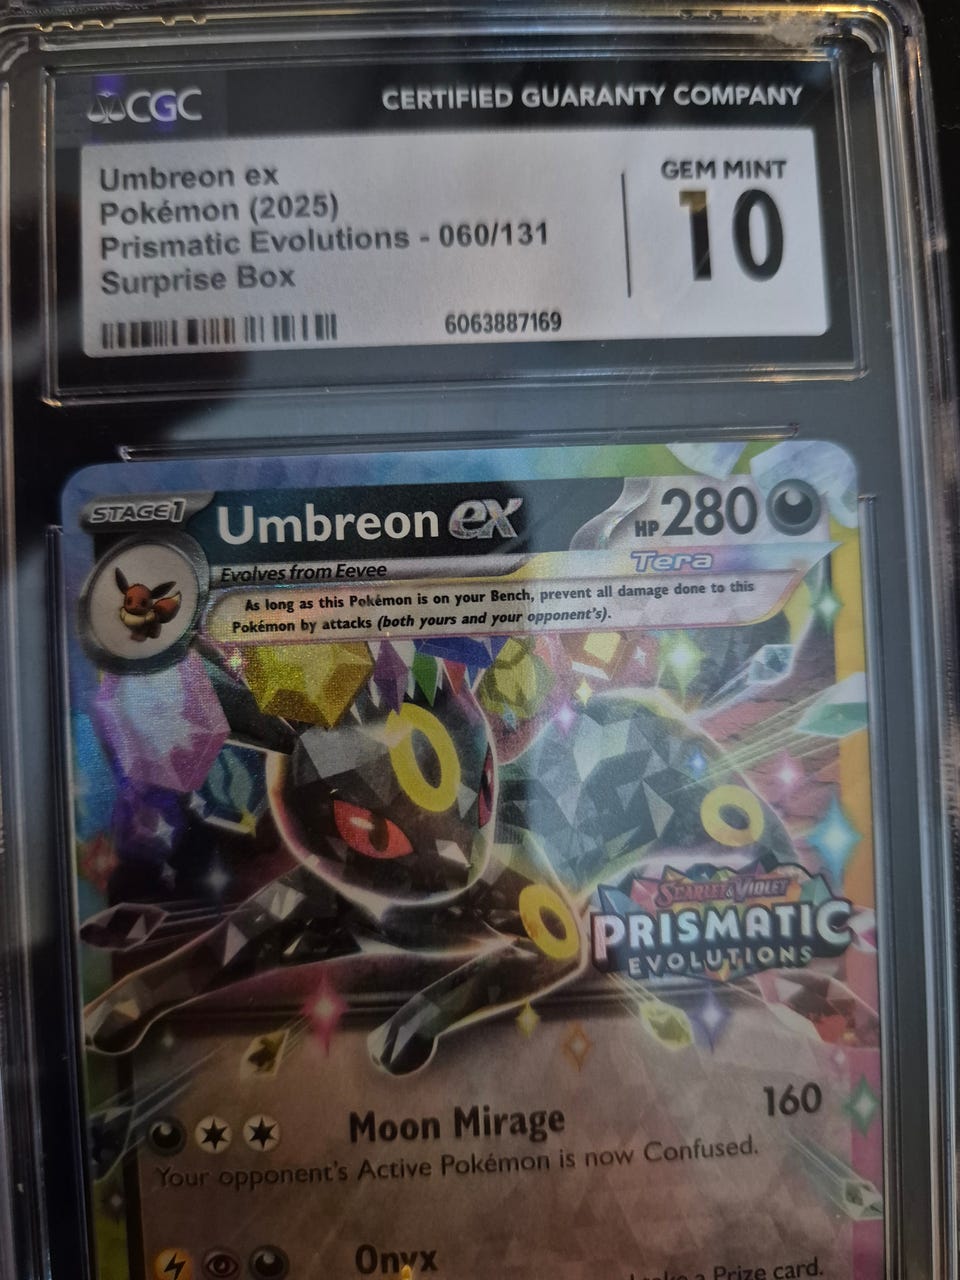 CGC
CERTIFIED GUARANTY COMPANY
Umbreon ex
Pokémon (2025)
Prismatic Evolutions - 060/131
Surprise Box
6063887169
GEM MINT
10
STAGE1
Umbreon ex
HP280
Evolves from Eevee
Tera
As long as this Pokémon is on your Bench, prevent all damage done to this
Pokémon by attacks (both yours and your opponent's).
SCARLET & VIOLET
PRISMATIC
EVOLUTIONS
Moon Mirage 160
Your opponent's Active Pokémon is now Confused.
Onyx
take a Prize card.